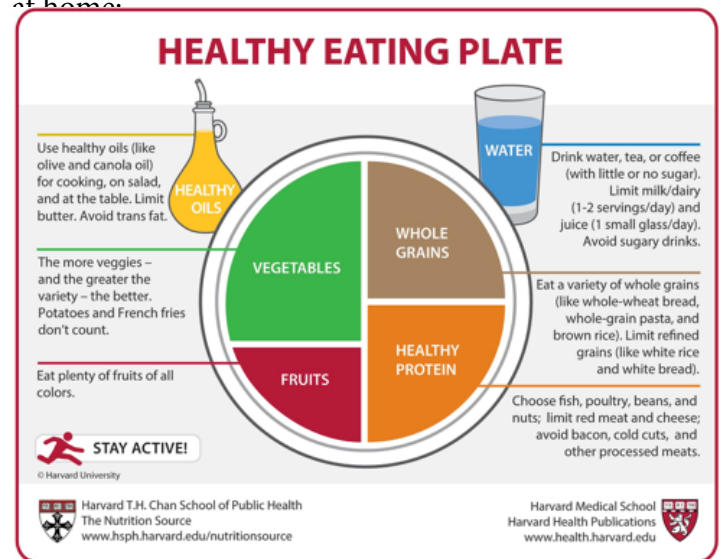 at home:
HEALTHY EATING PLATE
Use healthy oils (like
olive and canola oil)
for cooking, on salad,
and at the table. Limit
butter. Avoid trans fat.
HEALTHY
OILS
The more veggies –
and the greater the
variety – the better.
Potatoes and French fries
don't count.
Eat plenty of fruits of all
colors.
VEGETABLES
FRUITS
WHOLE
GRAINS
HEALTHY
PROTEIN
WATER
Drink water, tea, or coffee
(with little or no sugar).
Limit milk/dairy
(1-2 servings/day) and
juice (1 small glass/day).
Avoid sugary drinks.
Eat a variety of whole grains
(like whole-wheat bread,
whole-grain pasta, and
brown rice). Limit refined
grains (like white rice
and white bread).
Choose fish, poultry, beans, and
nuts; limit red meat and cheese;
avoid bacon, cold cuts, and
other processed meats.
STAY ACTIVE!
© Harvard University
Harvard T.H. Chan School of Public Health
The Nutrition Source
www.hsph.harvard.edu/nutritionsource
Harvard Medical School
Harvard Health Publications
www.health.harvard.edu